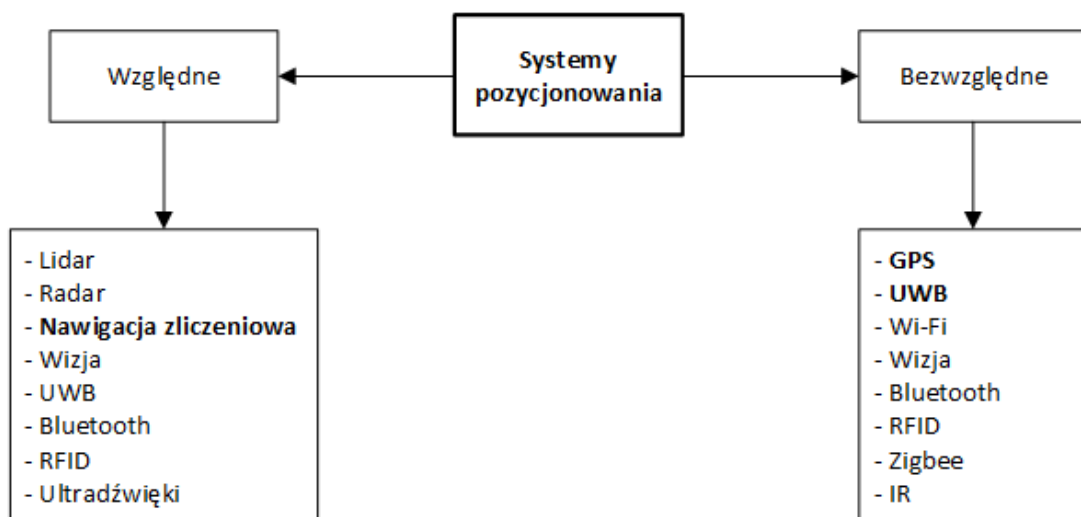 Systemy
pozycjonowania
Względne
Bezwzględne
- Lidar
- Radar
- Nawigacja zliczeniowa
- Wizja
- UWB
- Bluetooth
- RFID
- Ultradźwięki
- GPS
- UWB
- Wi-Fi
- Wizja
- Bluetooth
- RFID
- Zigbee
- IR